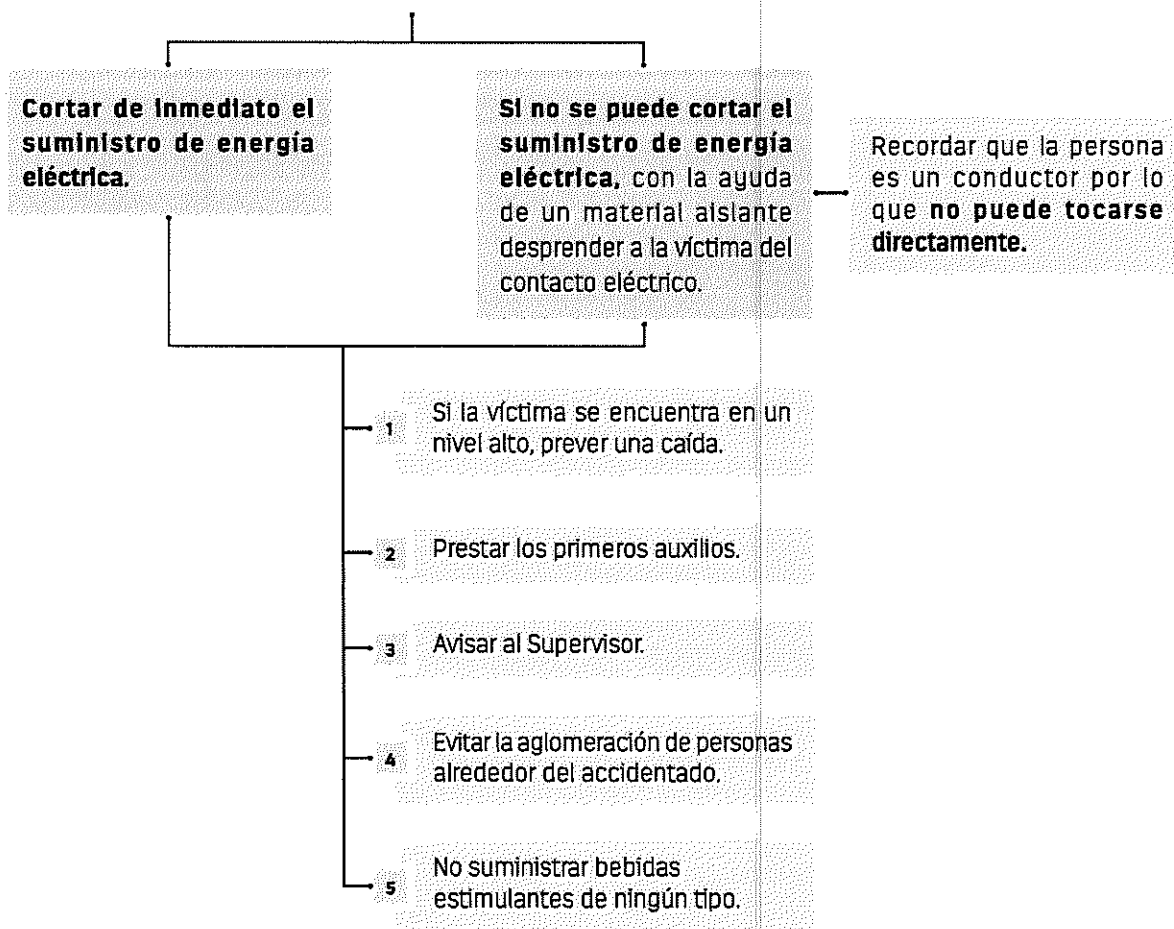 Cortar de inmediato el
suministro de energía
eléctrica.
Si no se puede cortar el
suministro de energía
eléctrica, con la ayuda
de un material aislante
desprender a la víctima del
contacto eléctrico.
Recordar que la persona
es un conductor por lo
que no puede tocarse
directamente.
1 Si la víctima se encuentra en un
nivel alto, prever una caída.
2 Prestar los primeros auxilios.
3 Avisar al Supervisor.
4 Evitar la aglomeración de personas
alrededor del accidentado.
5 No suministrar bebidas
estimulantes de ningún tipo.